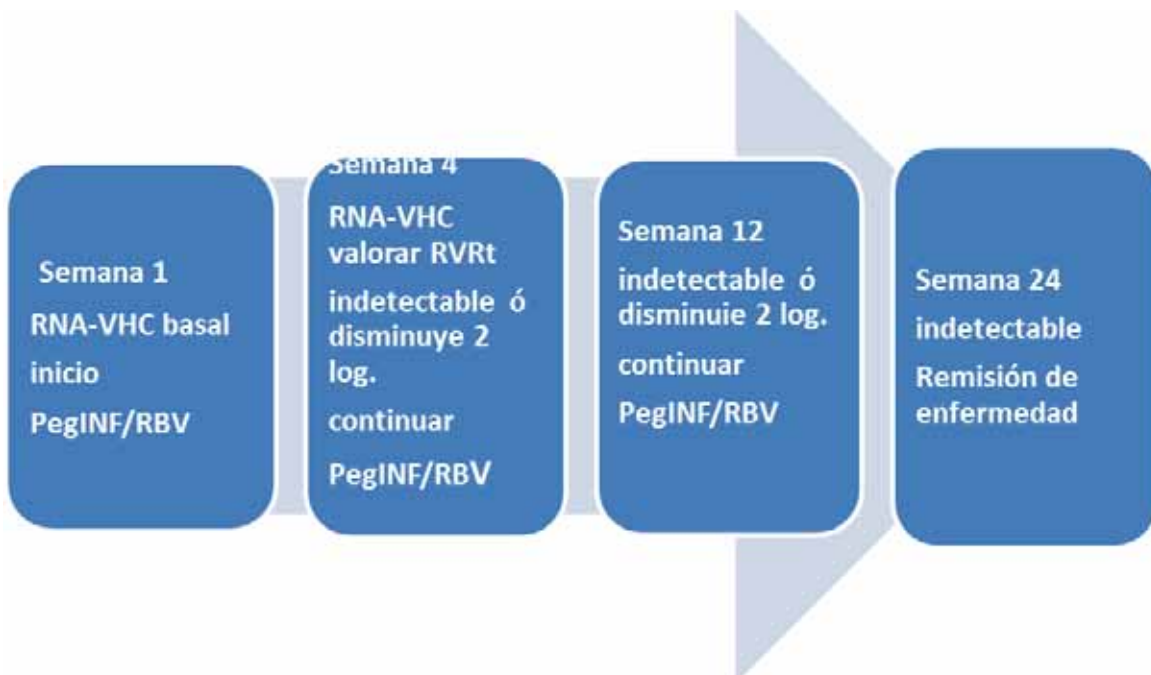 Semana 1
RNA-VHC basal
inicio
PegINF/RBV
Semana 4
RNA-VHC
valorar RVRt
indetectable ó
disminuye 2
log.
continuar
PegINF/RBV
Semana 12
indetectable ó
disminuie 2 log.
continuar
PegINF/RBV
Semana 24
indetectable
Remisión de
enfermedad